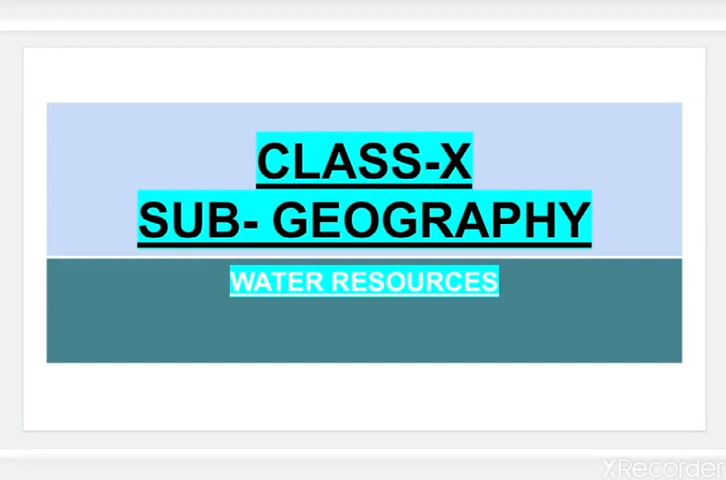 CLASS-X
SUB- GEOGRAPHY
WATER RESOURCES
XRecorder